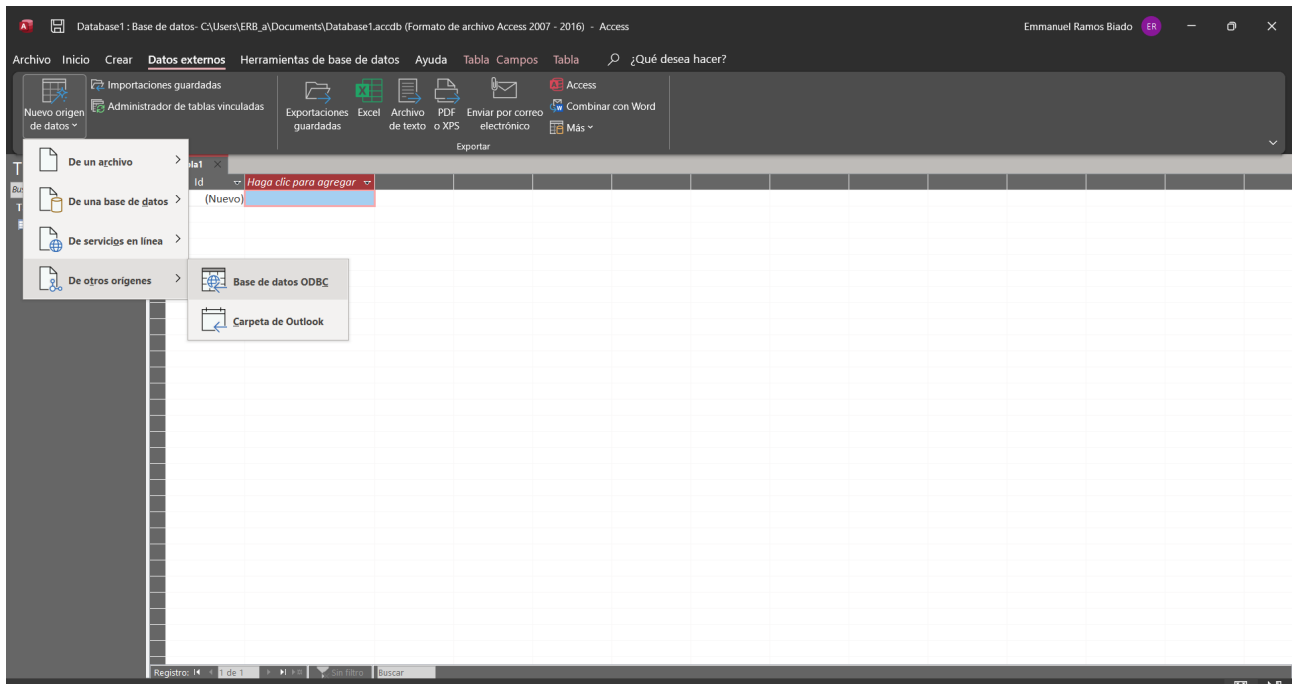 Database1 : Base de datos- C:\Users\ERB_a\Documents\Database1.accdb (Formato de archivo Access 2007 - 2016) - Access
Emmanuel Ramos Biado ER
Archivo Inicio Crear Datos externos Herramientas de base de datos Ayuda Tabla Campos Tabla ¿Qué desea hacer?
Nuevo origen de datos
Importaciones guardadas
Administrador de tablas vinculadas
Exportaciones guardadas
Excel
Archivo de texto
PDF o XPS
Enviar por correo electrónico
Access
Combinar con Word
Más
Exportar
De un archivo
De una base de datos
De servicios en línea
De otros orígenes
Base de datos ODBC
Carpeta de Outlook
Id Haga clic para agregar
(Nuevo)
Registro: 1 de 1 Sin filtro Buscar